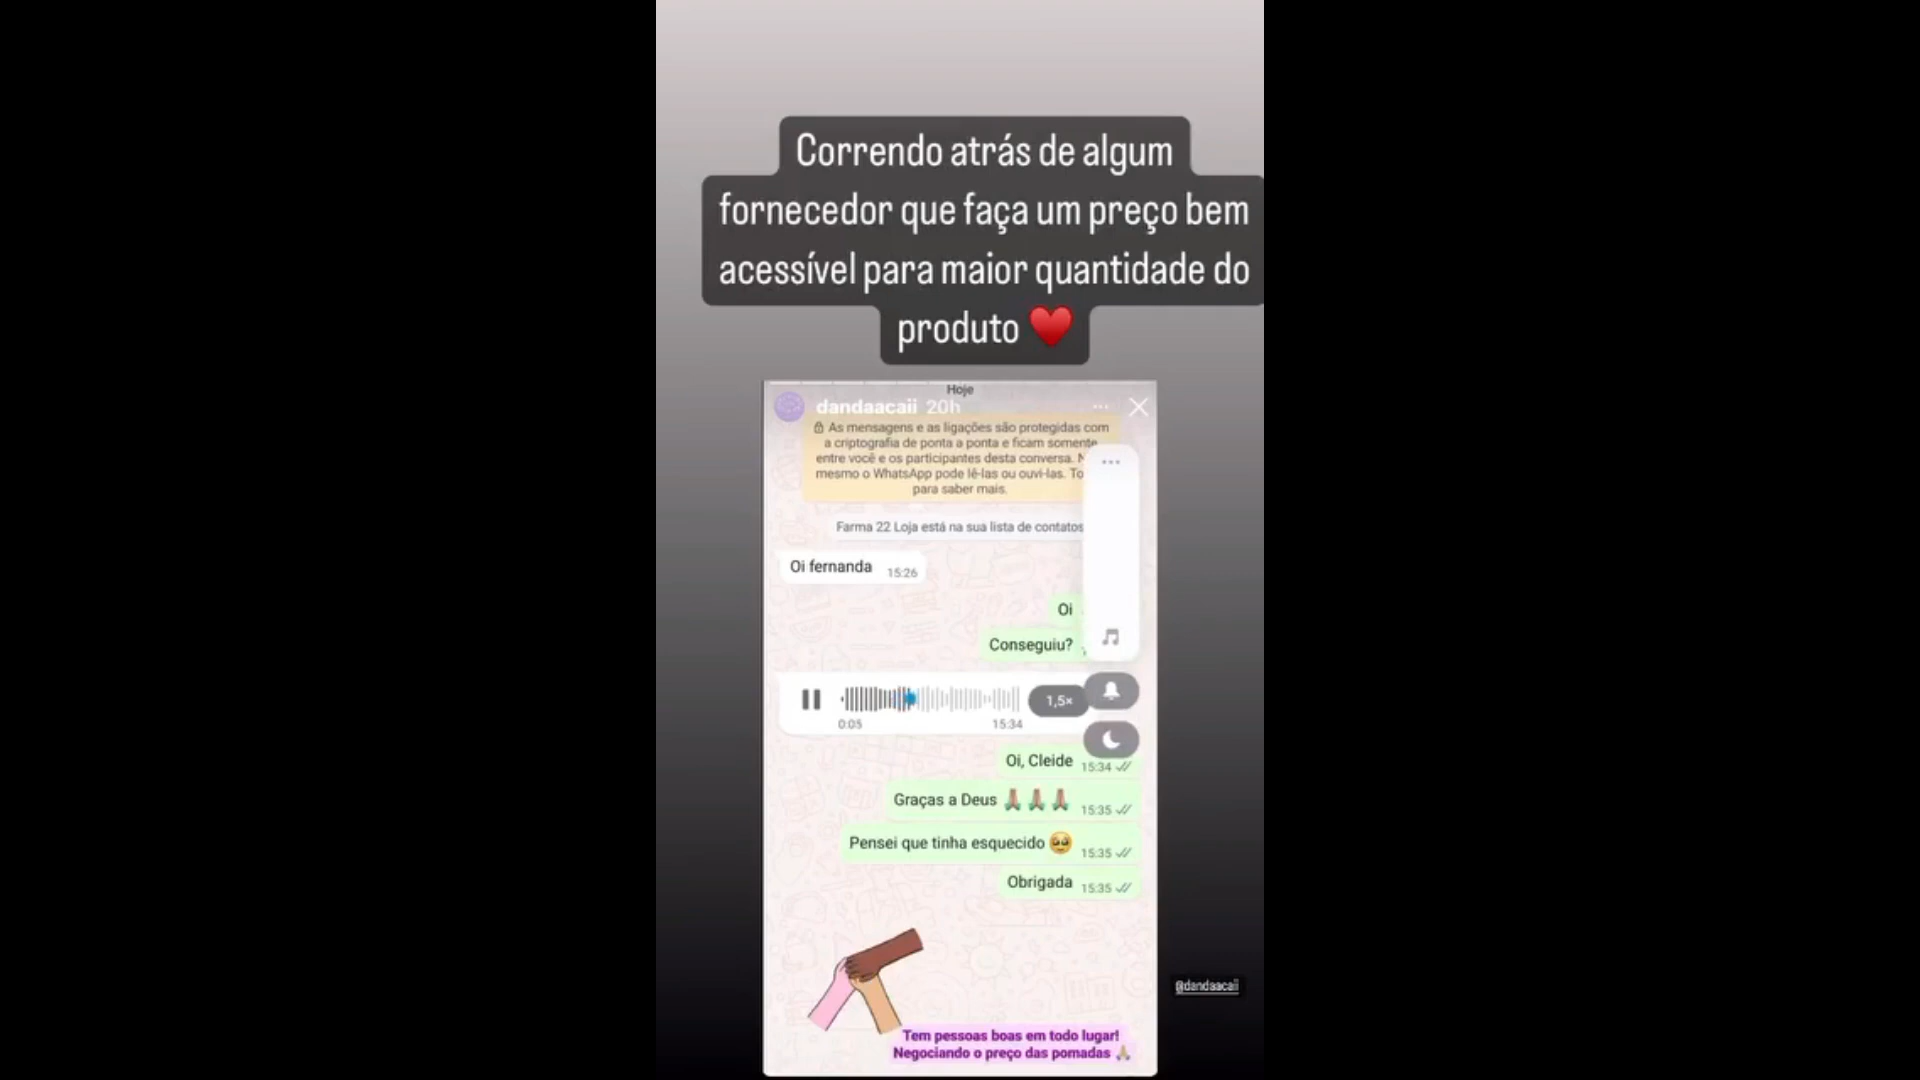 Correndo atrás de algum
fornecedor que faça um preço bem
acessível para maior quantidade do
produto ♥️
Hoje
dandaacaii 20h
As mensagens e as ligações são protegidas com
a criptografia de ponta a ponta e ficam somente
entre você e os participantes desta conversa.
mesmo o WhatsApp pode lê-las ou ouvi-las.
para saber mais.
Farma 22 Loja está na sua lista de contatos
Oi fernanda 15:26
Oi
Conseguiu?
0:05 15:34 1,5×
Oi, Cleide 15:34
Graças a Deus 🙏🏽🙏🏽🙏🏽 15:35
Pensei que tinha esquecido 🥹 15:35
Obrigada 15:35
@dandaacaii
Tem pessoas boas em todo lugar!
Negociando o preço das pomadas 🙏🏼